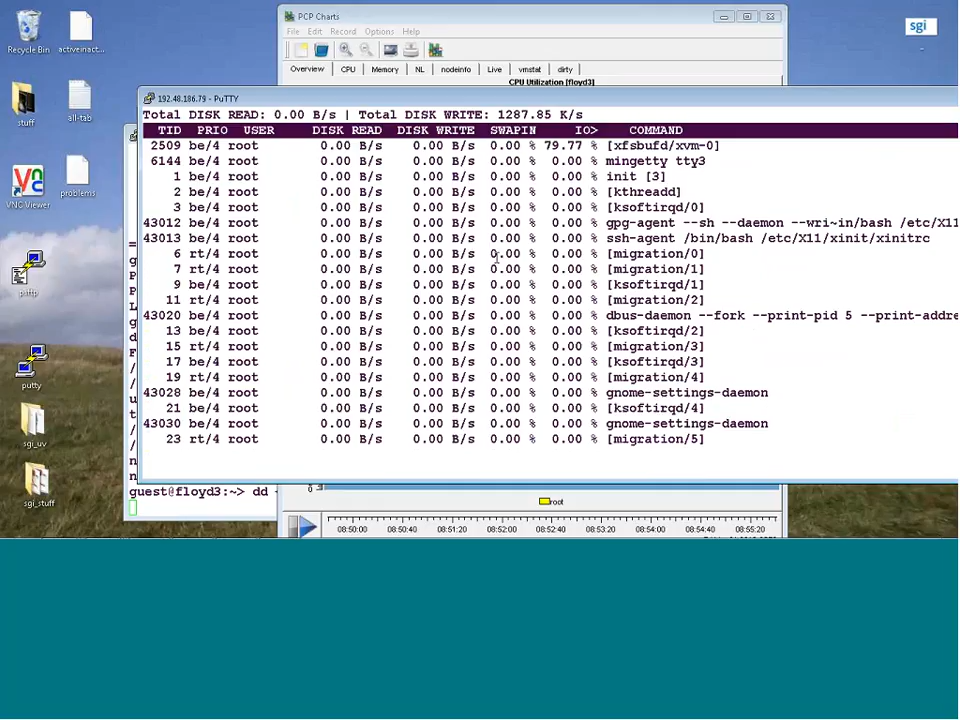 PCP Charts
File Edit Record Options Help
Overview CPU Memory NL nodeinfo Live vmstat dirty
CPU Utilization [floyd3]
sgi
Recycle Bin
activeinact...
stuff
all-tab
VNC Viewer
problems
psftp
putty
sgi_uv
sgi_stuff
192.48.186.79 - PuTTY
Total DISK READ: 0.00 B/s | Total DISK WRITE: 1287.85 K/s
TID PRIO USER DISK READ DISK WRITE SWAPIN IO> COMMAND
2509 be/4 root 0.00 B/s 0.00 B/s 0.00 % 79.77 % [xfsbufd/xvm-0]
6144 be/4 root 0.00 B/s 0.00 B/s 0.00 % 0.00 % mingetty tty3
1 be/4 root 0.00 B/s 0.00 B/s 0.00 % 0.00 % init [3]
2 be/4 root 0.00 B/s 0.00 B/s 0.00 % 0.00 % [kthreadd]
3 be/4 root 0.00 B/s 0.00 B/s 0.00 % 0.00 % [ksoftirqd/0]
43012 be/4 root 0.00 B/s 0.00 B/s 0.00 % 0.00 % gpg-agent --sh --daemon --wri~in/bash /etc/X11
43013 be/4 root 0.00 B/s 0.00 B/s 0.00 % 0.00 % ssh-agent /bin/bash /etc/X11/xinit/xinitrc
6 rt/4 root 0.00 B/s 0.00 B/s 0.00 % 0.00 % [migration/0]
7 rt/4 root 0.00 B/s 0.00 B/s 0.00 % 0.00 % [migration/1]
9 be/4 root 0.00 B/s 0.00 B/s 0.00 % 0.00 % [ksoftirqd/1]
11 rt/4 root 0.00 B/s 0.00 B/s 0.00 % 0.00 % [migration/2]
43020 be/4 root 0.00 B/s 0.00 B/s 0.00 % 0.00 % dbus-daemon --fork --print-pid 5 --print-addre
13 be/4 root 0.00 B/s 0.00 B/s 0.00 % 0.00 % [ksoftirqd/2]
15 rt/4 root 0.00 B/s 0.00 B/s 0.00 % 0.00 % [migration/3]
17 be/4 root 0.00 B/s 0.00 B/s 0.00 % 0.00 % [ksoftirqd/3]
19 rt/4 root 0.00 B/s 0.00 B/s 0.00 % 0.00 % [migration/4]
43028 be/4 root 0.00 B/s 0.00 B/s 0.00 % 0.00 % gnome-settings-daemon
21 be/4 root 0.00 B/s 0.00 B/s 0.00 % 0.00 % [ksoftirqd/4]
43030 be/4 root 0.00 B/s 0.00 B/s 0.00 % 0.00 % gnome-settings-daemon
23 rt/4 root 0.00 B/s 0.00 B/s 0.00 % 0.00 % [migration/5]
guest@floyd3:~> dd
root
08:50:00 08:50:40 08:51:20 08:52:00 08:52:40 08:53:20 08:54:00 08:54:40 08:55:20